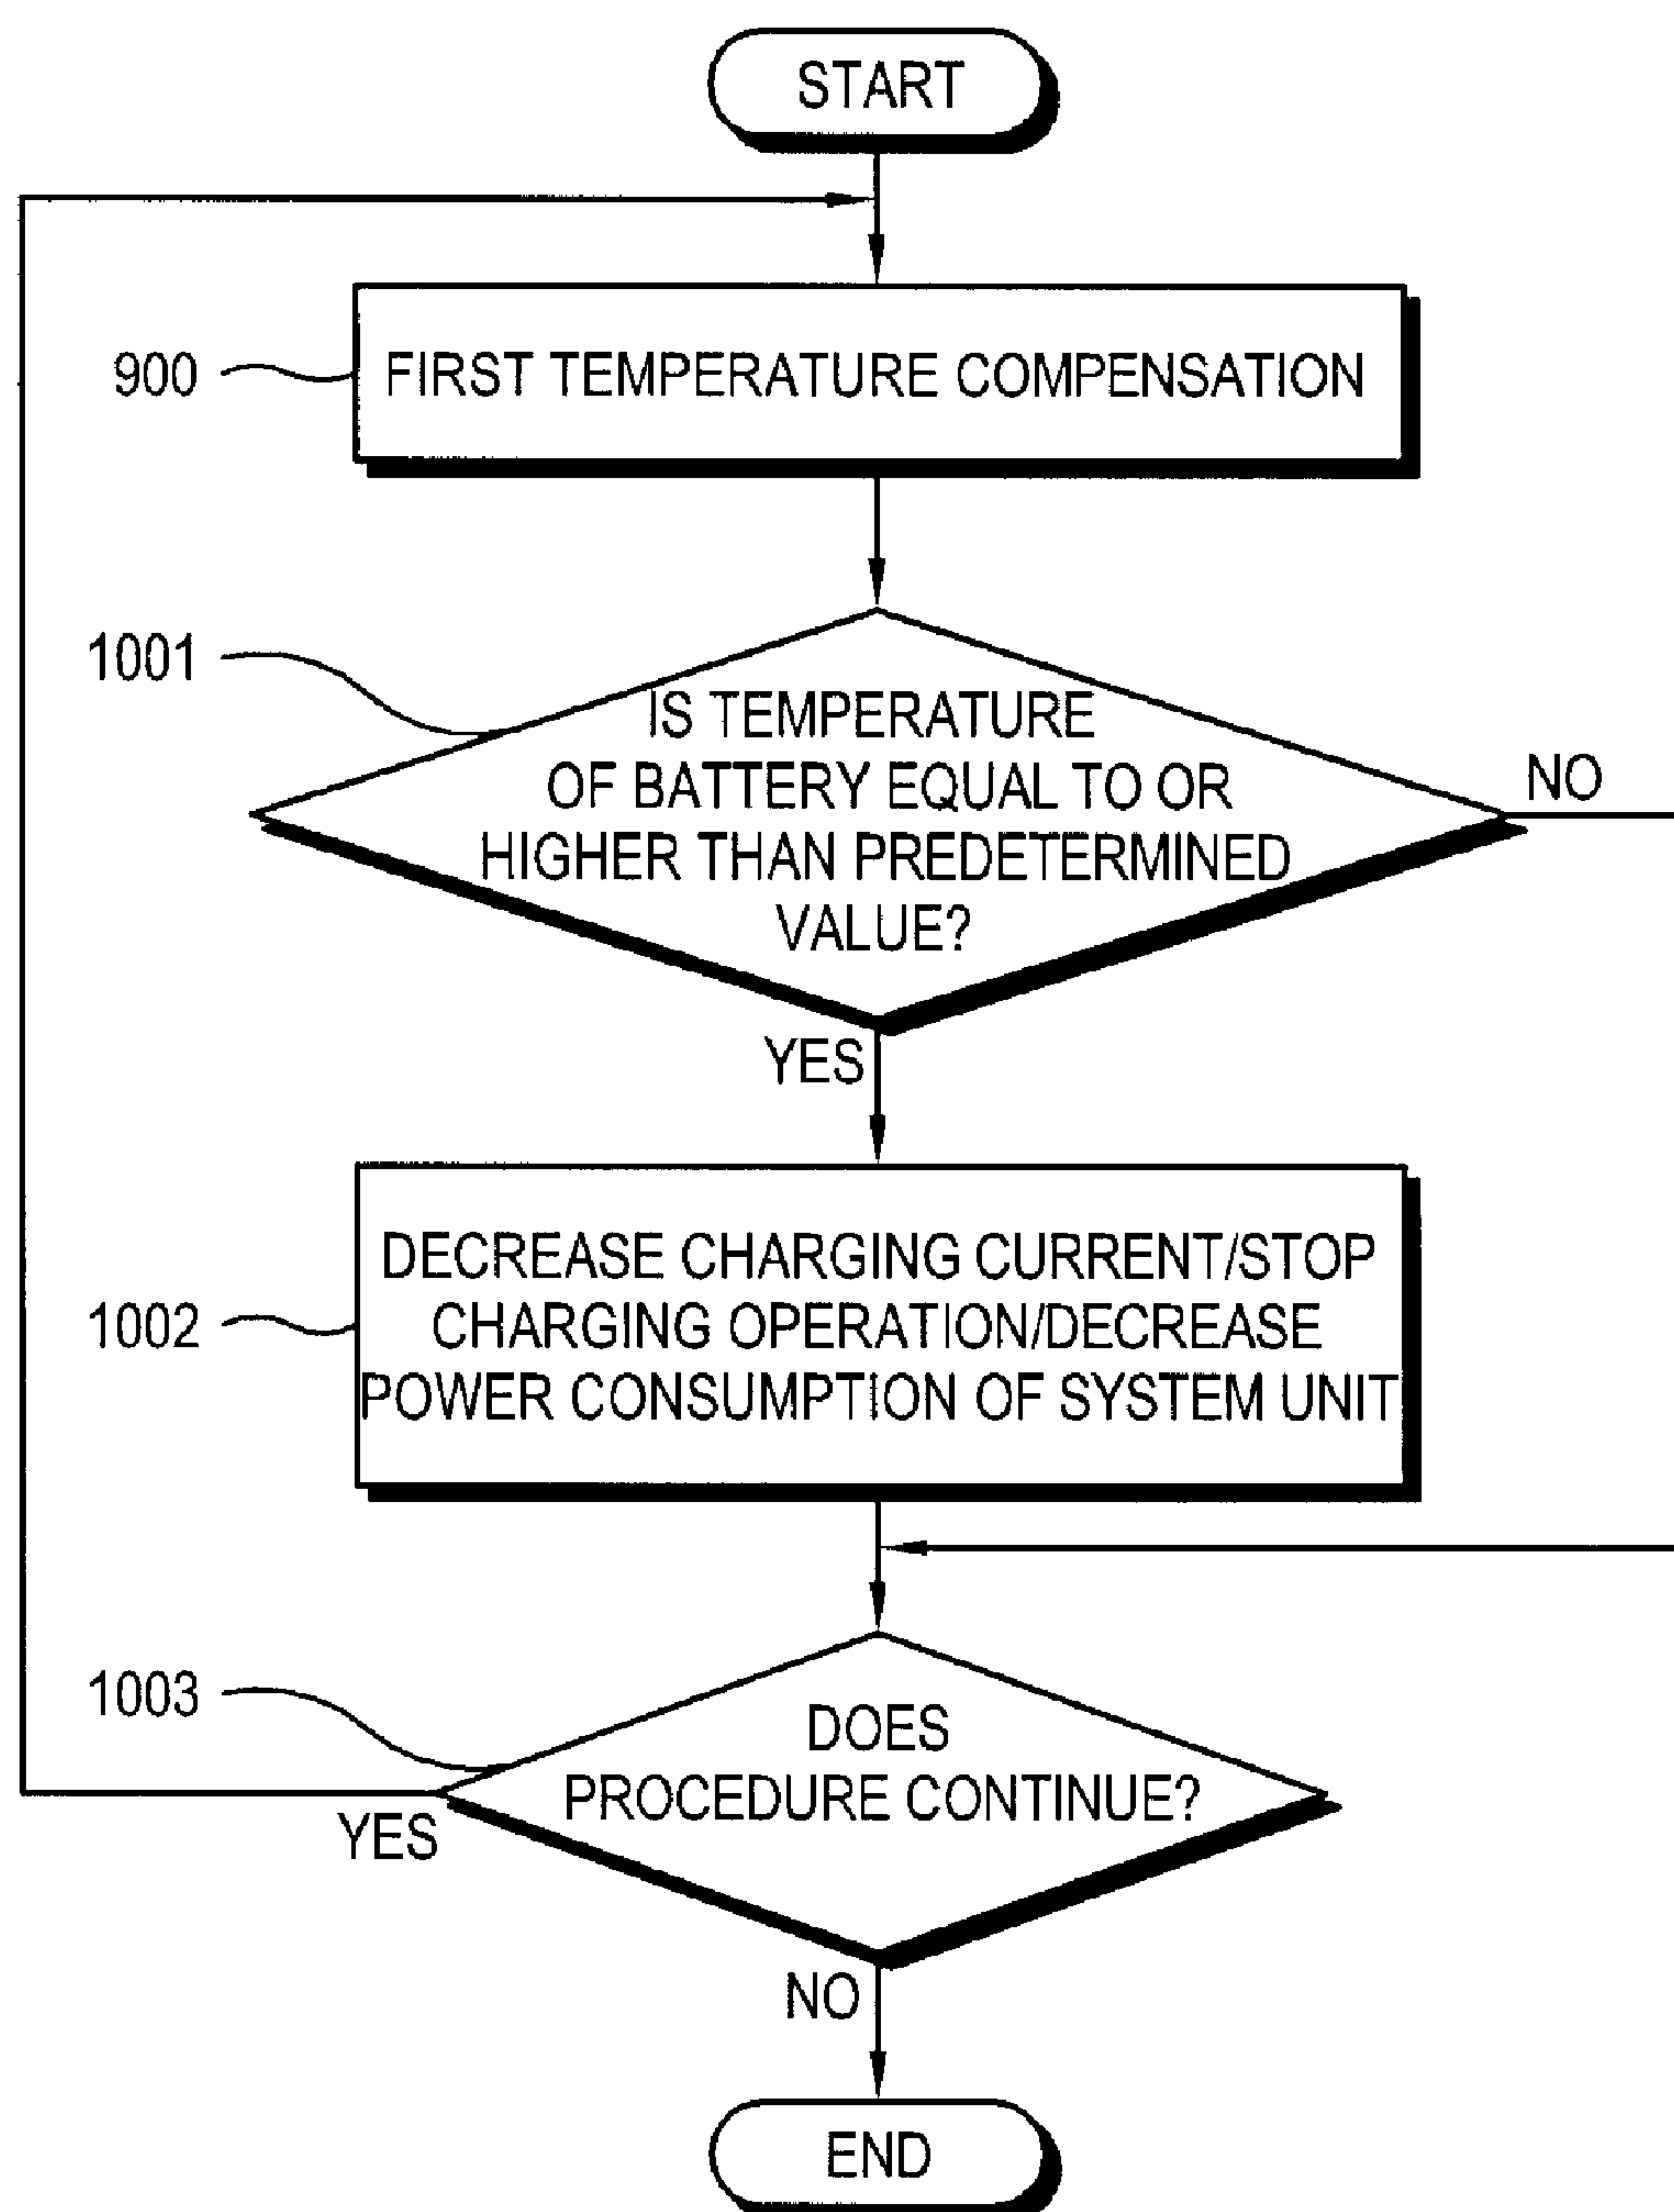 START
900
FIRST TEMPERATURE COMPENSATION
1001
IS TEMPERATURE
OF BATTERY EQUAL TO OR
HIGHER THAN PREDETERMINED
VALUE?
NO
YES
1002
DECREASE CHARGING CURRENT/STOP
CHARGING OPERATION/DECREASE
POWER CONSUMPTION OF SYSTEM UNIT
1003
DOES
PROCEDURE CONTINUE?
YES
NO
END